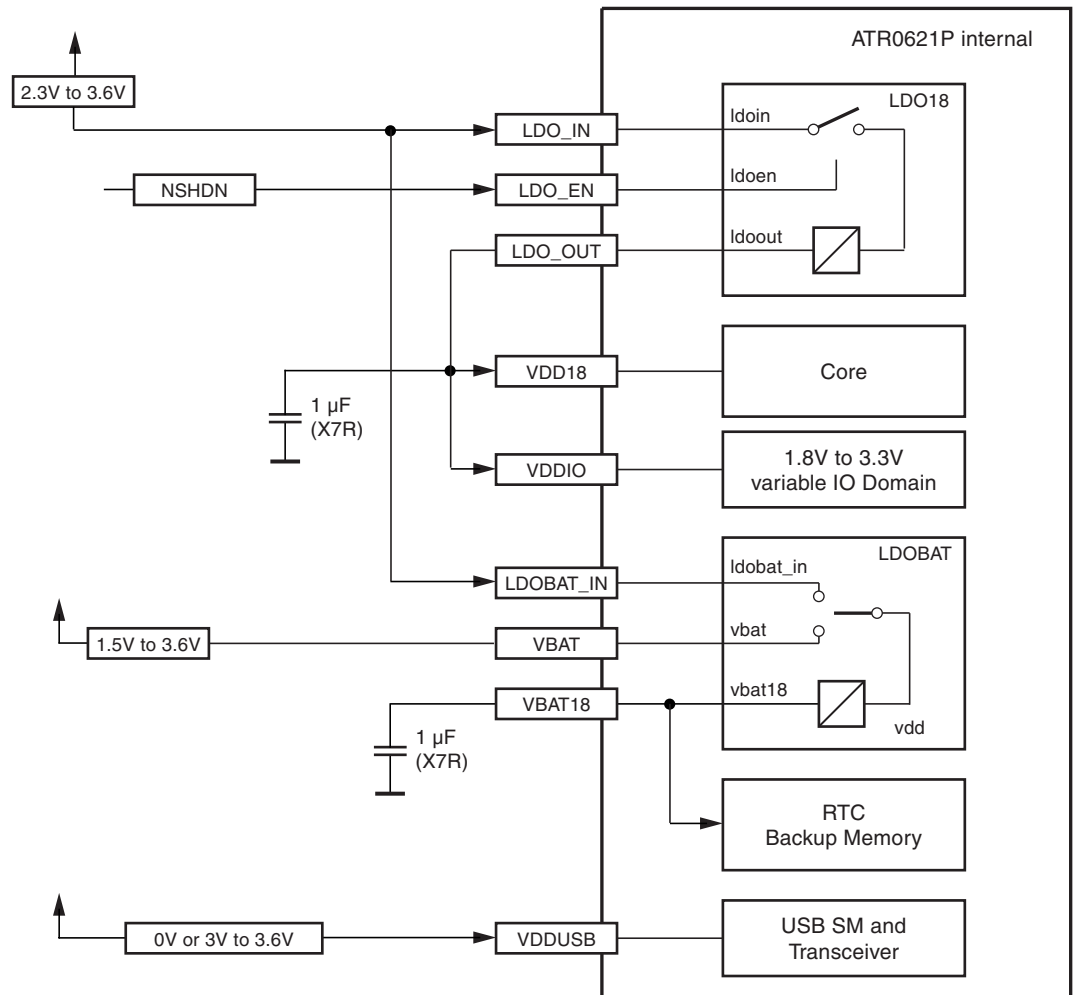 ATR0621P internal
2.3V to 3.6V
LDO18
LDO_IN
ldoin
NSHDN
LDO_EN
ldoen
LDO_OUT
ldoout
VDD18
Core
1 µF
(X7R)
VDDIO
1.8V to 3.3V
variable IO Domain
LDOBAT
LDOBAT_IN
ldobat_in
1.5V to 3.6V
VBAT
vbat
VBAT18
vbat18
vdd
1 µF
(X7R)
RTC
Backup Memory
0V or 3V to 3.6V
VDDUSB
USB SM and
Transceiver